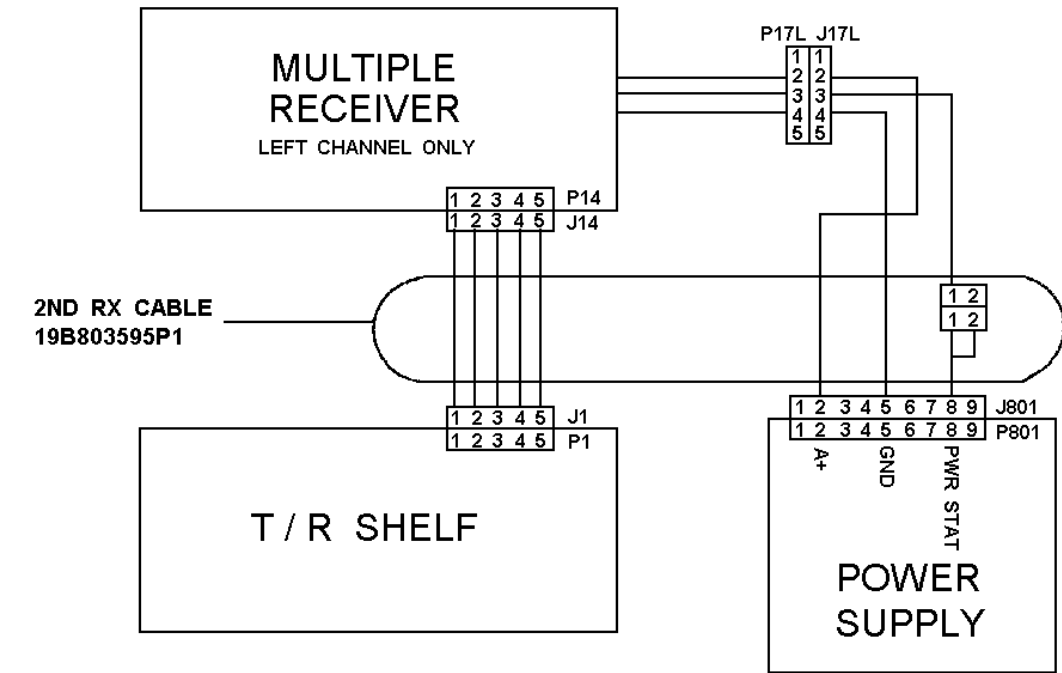 P17L J17L
1 1
2 2
3 3
4 4
5 5
MULTIPLE
RECEIVER
LEFT CHANNEL ONLY
1 2 3 4 5 P14
1 2 3 4 5 J14
2ND RX CABLE
19B803595P1
1 2
1 2
1 2 3 4 5 J1
1 2 3 4 5 P1
T / R SHELF
1 2 3 4 5 6 7 8 9 J801
1 2 3 4 5 6 7 8 9 P801
A+
GND
PWR STAT
POWER
SUPPLY